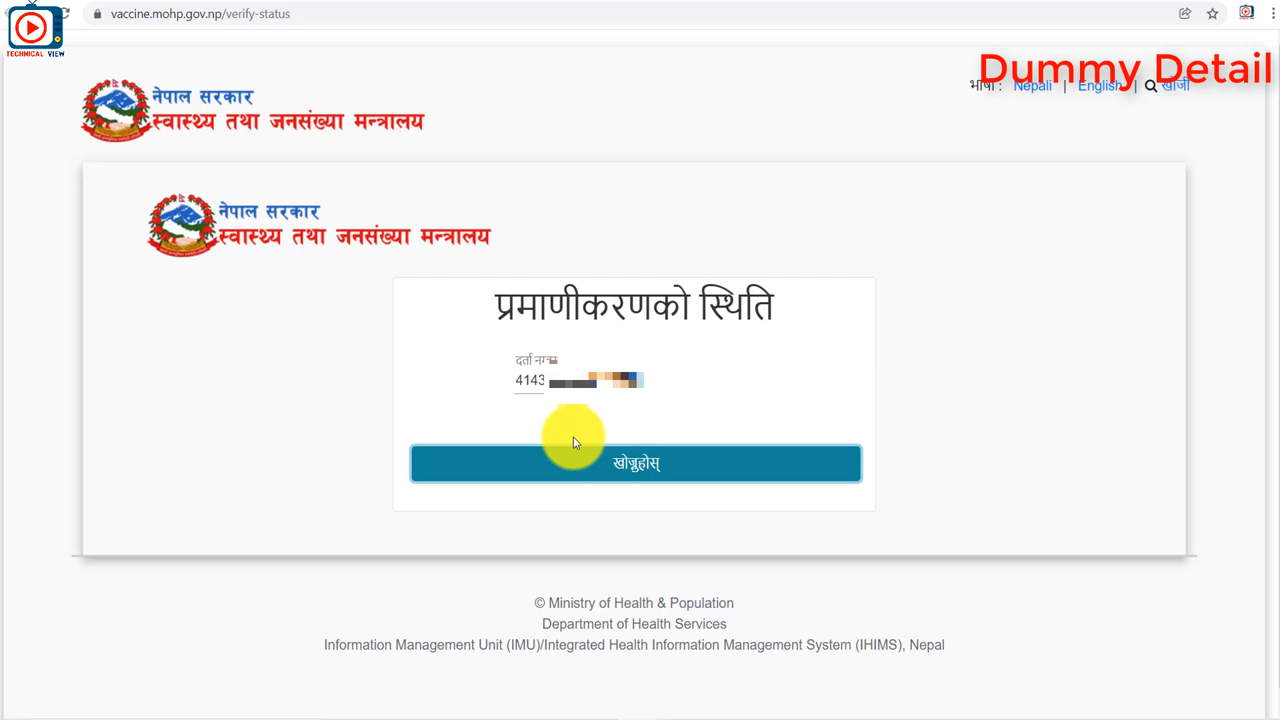 vaccine.mohp.gov.np/verify-status
TECHNICAL VIEW
Dummy Detail
भाषा : Nepali | English | खोजी
नेपाल सरकार
स्वास्थ्य तथा जनसंख्या मन्त्रालय
नेपाल सरकार
स्वास्थ्य तथा जनसंख्या मन्त्रालय
प्रमाणीकरणको स्थिति
दर्ता
4143
खोज्नुहोस्
© Ministry of Health & Population
Department of Health Services
Information Management Unit (IMU)/Integrated Health Information Management System (IHIMS), Nepal